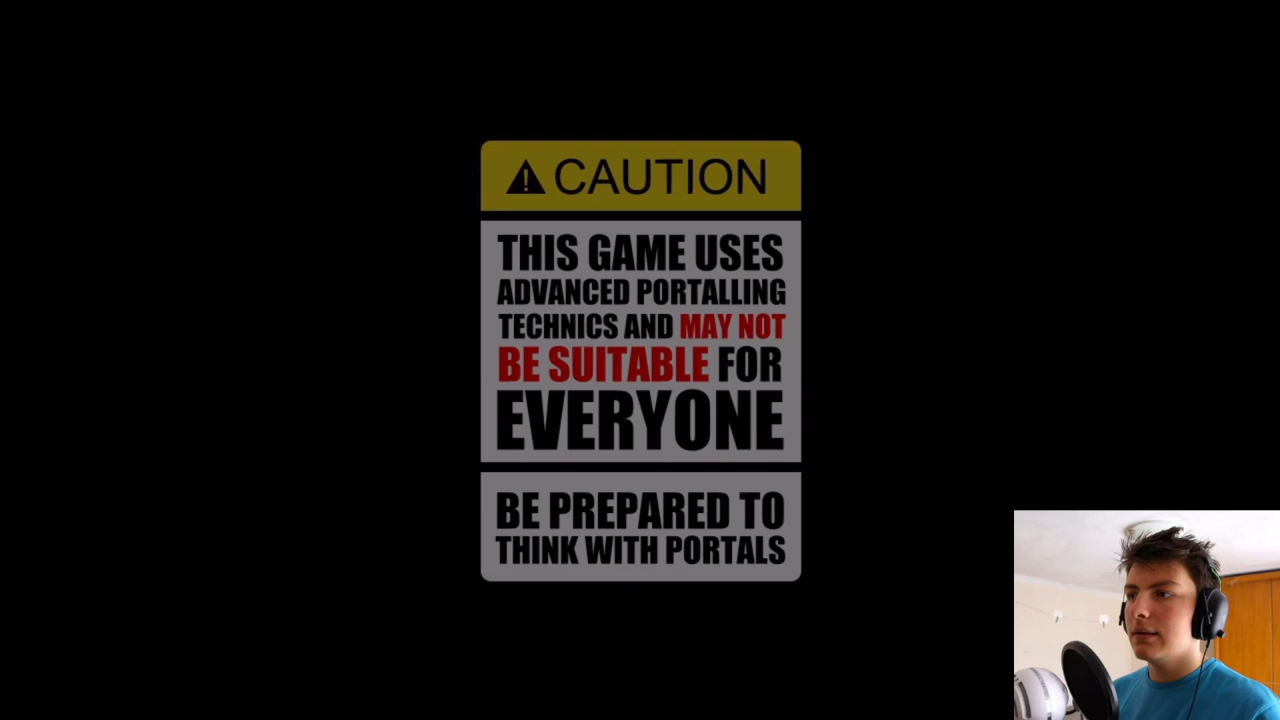 CAUTION
THIS GAME USES
ADVANCED PORTALLING
TECHNICS AND MAY NOT
BE SUITABLE FOR
EVERYONE
BE PREPARED TO
THINK WITH PORTALS